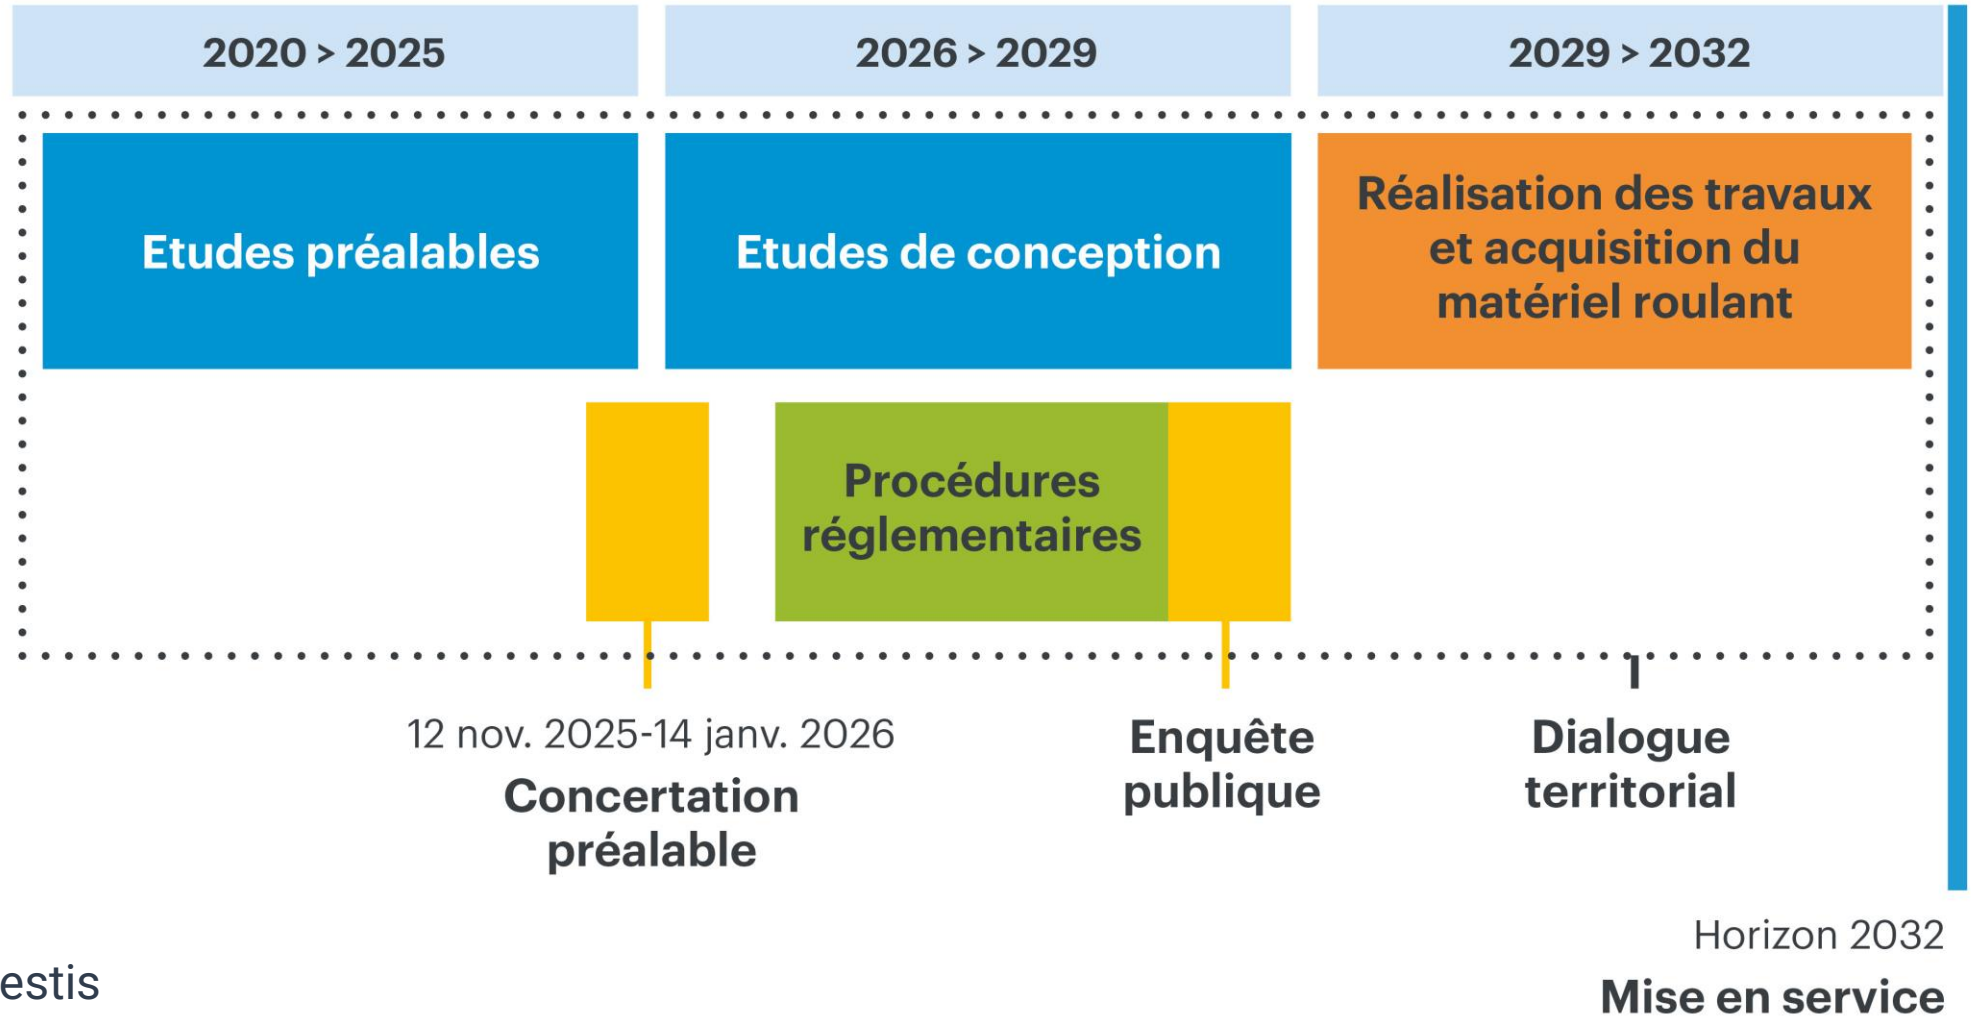 2020 > 2025
2026 > 2029
2029 > 2032
Etudes préalables
Etudes de conception
Réalisation des travaux
et acquisition du
matériel roulant
Procédures
réglementaires
12 nov. 2025-14 janv. 2026
Concertation
préalable
Enquête
publique
Dialogue
territorial
Horizon 2032
Mise en service
estis